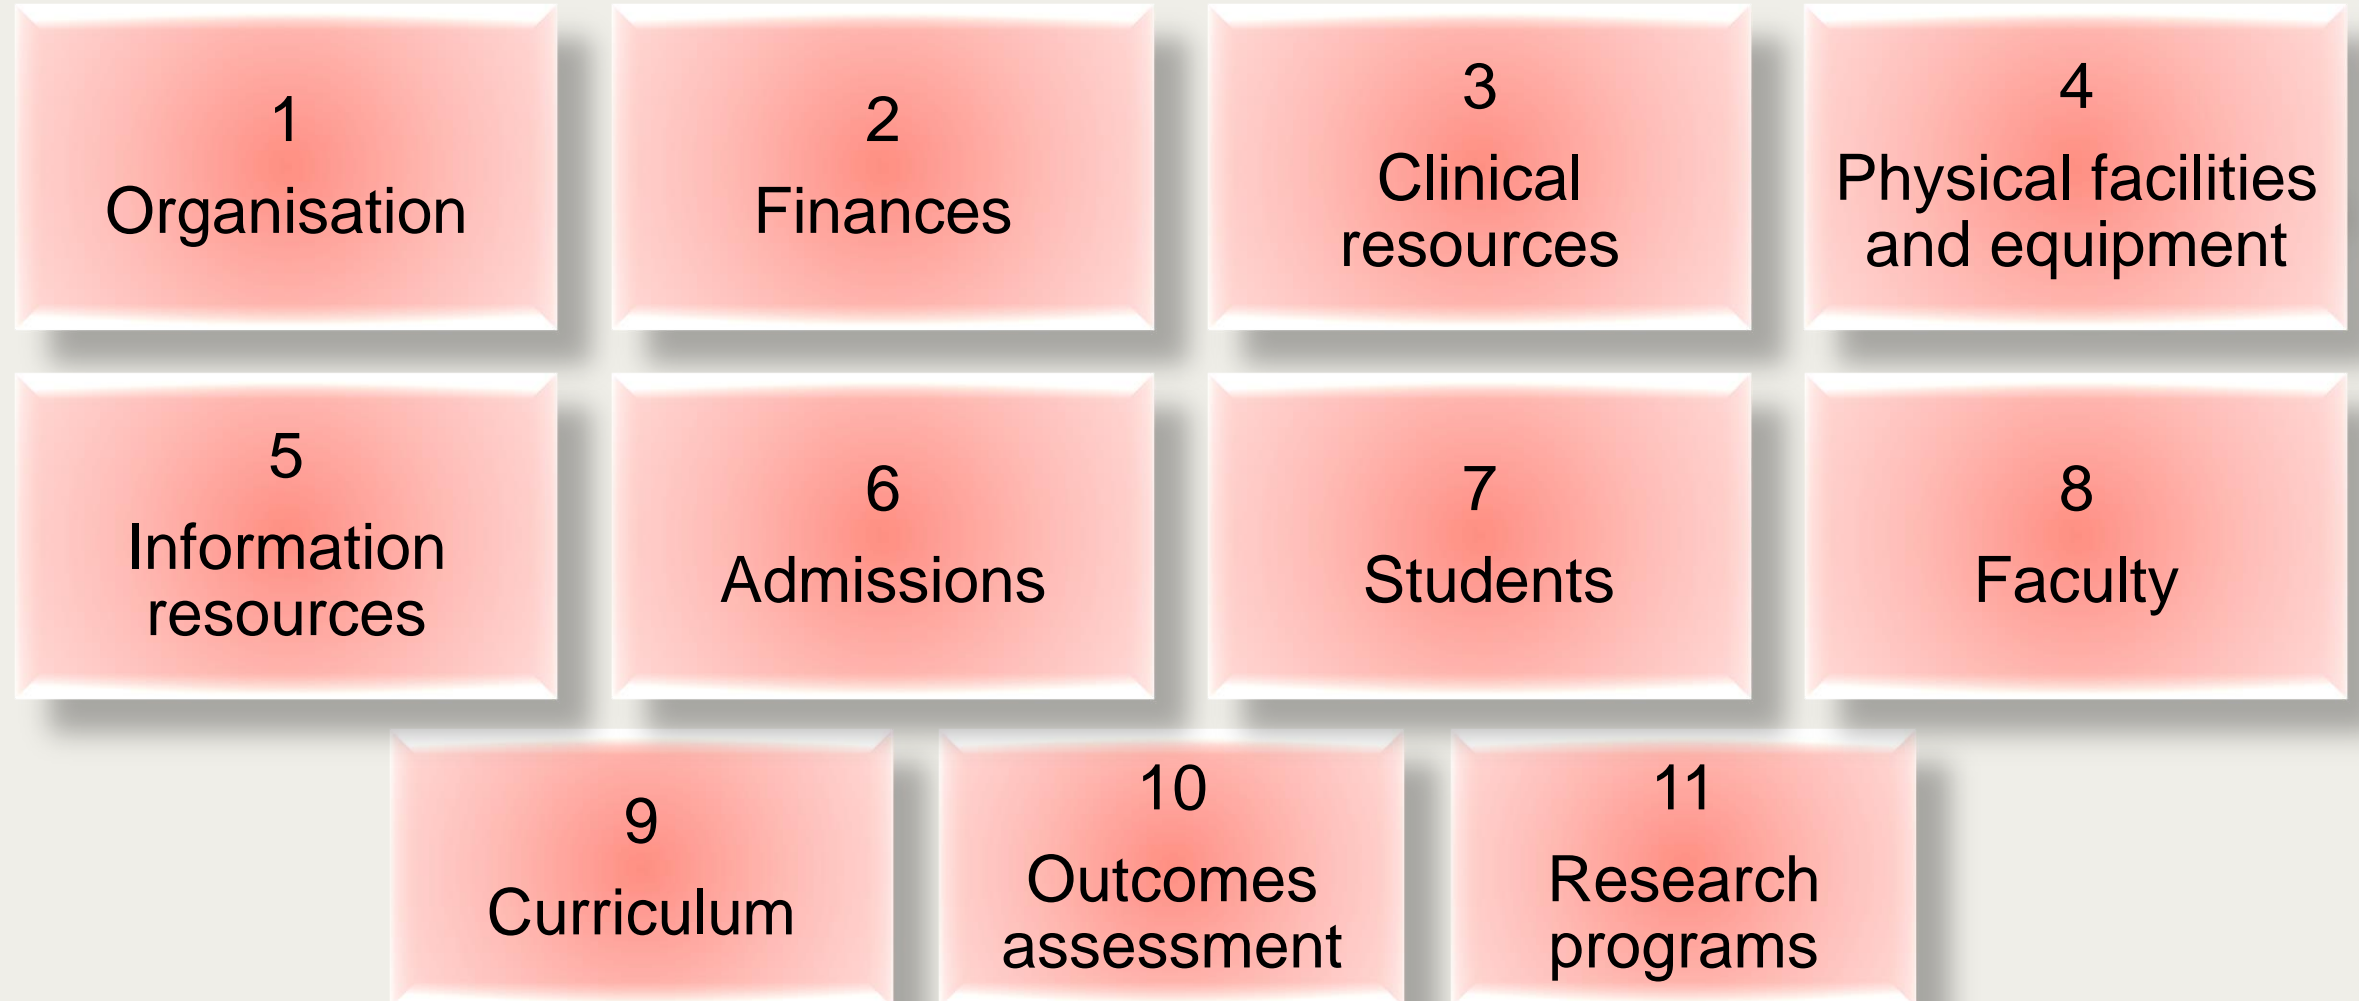 1
Organisation
2
Finances
3
Clinical
resources
4
Physical facilities
and equipment
5
Information
resources
6
Admissions
7
Students
8
Faculty
9
Curriculum
10
Outcomes
assessment
11
Research
programs